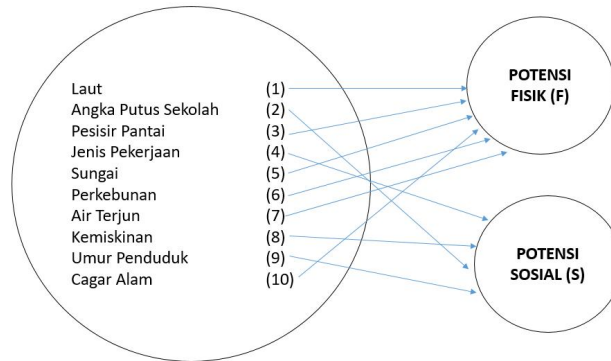 Laut (1)
Angka Putus Sekolah (2)
Pesisir Pantai (3)
Jenis Pekerjaan (4)
Sungai (5)
Perkebunan (6)
Air Terjun (7)
Kemiskinan (8)
Umur Penduduk (9)
Cagar Alam (10)
POTENSI
FISIK (F)
POTENSI
SOSIAL (S)